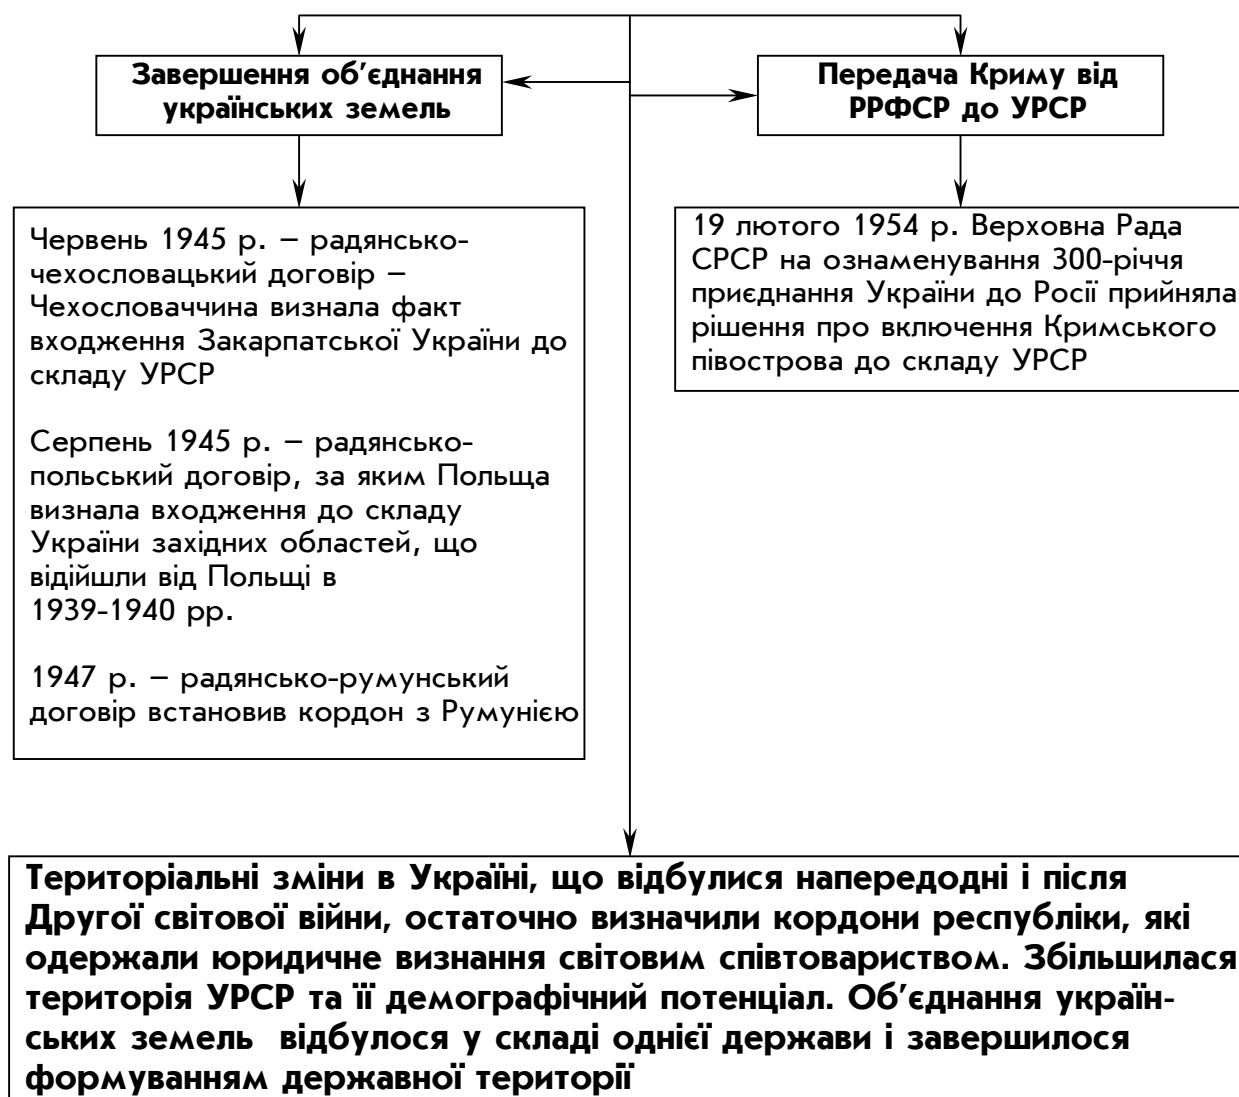 Завершення об’єднання
українських земель
Передача Криму від
РРФСР до УРСР
Червень 1945 р. – радянсько-
чехословацький договір –
Чехословаччина визнала факт
входження Закарпатської України до
складу УРСР
Серпень 1945 р. – радянсько-
польський договір, за яким Польща
визнала входження до складу
України західних областей, що
відійшли від Польщі в
1939-1940 рр.
1947 р. – радянсько-румунський
договір встановив кордон з Румунією
19 лютого 1954 р. Верховна Рада
СРСР на ознаменування 300-річчя
приєднання України до Росії прийняла
рішення про включення Кримського
півострова до складу УРСР
Територіальні зміни в Україні, що відбулися напередодні і після
Другої світової війни, остаточно визначили кордони республіки, які
одержали юридичне визнання світовим співтовариством. Збільшилася
територія УРСР та її демографічний потенціал. Об’єднання україн-
ських земель  відбулося у складі однієї держави і завершилося
формуванням державної території